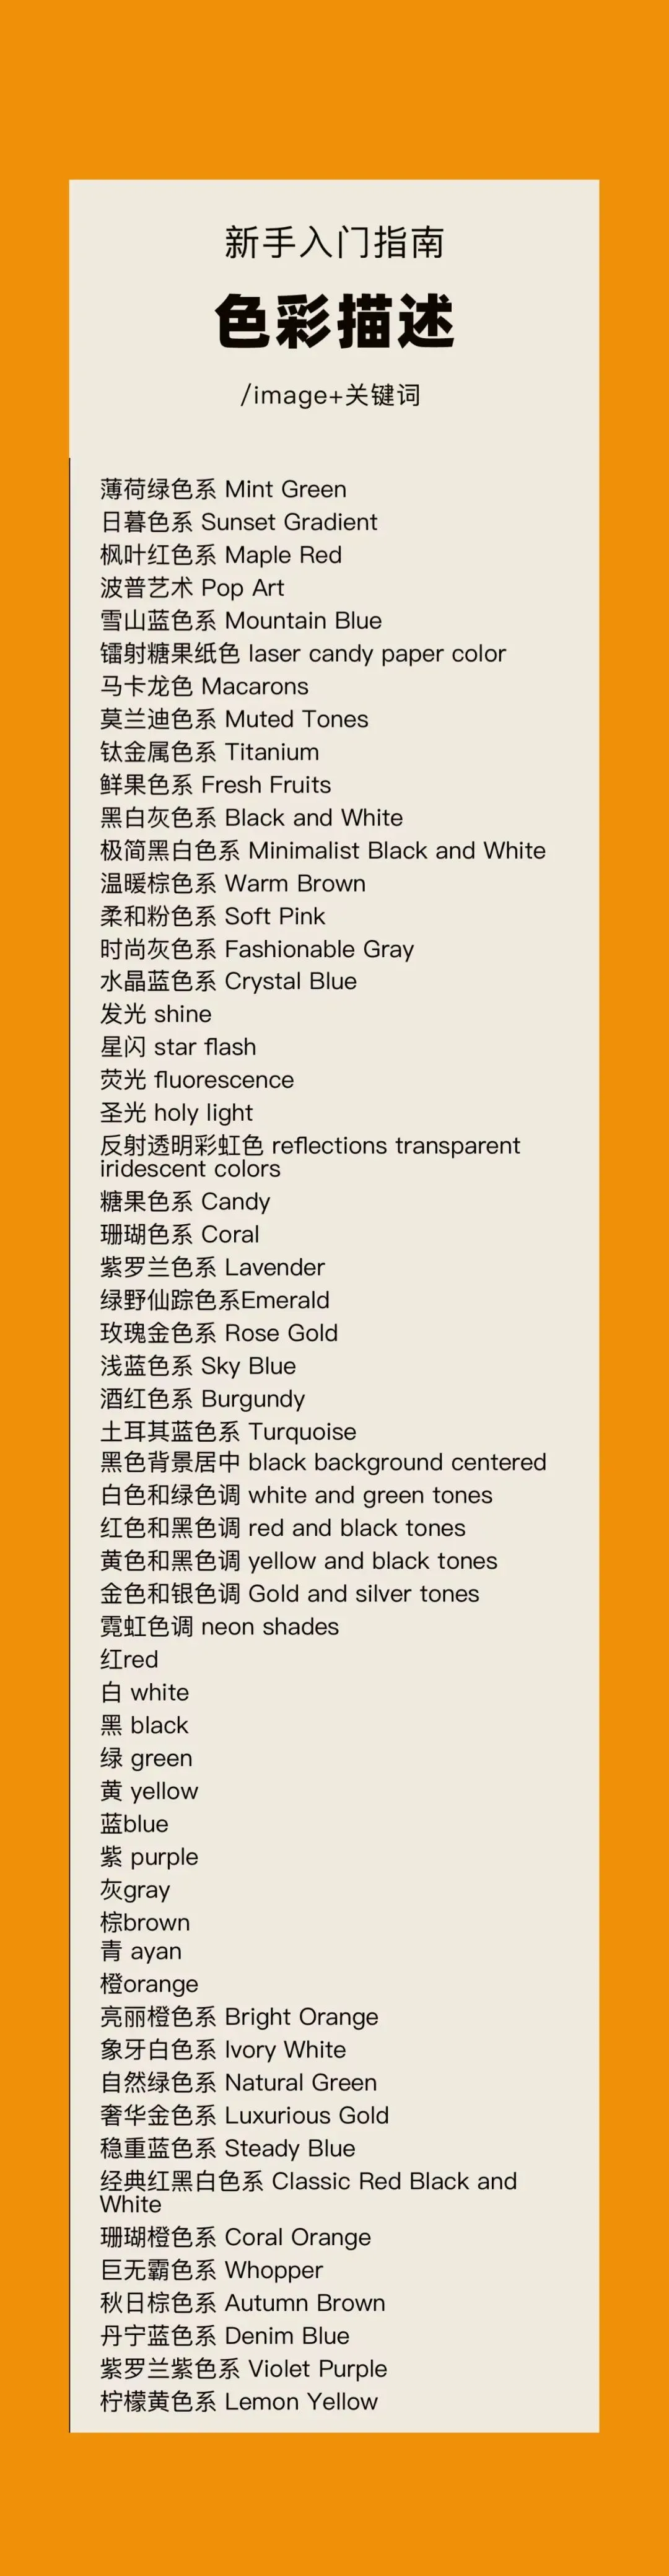 新手入门指南
色彩描述
/image+关键词
薄荷绿色系 Mint Green
日暮色系 Sunset Gradient
枫叶红色系 Maple Red
波普艺术 Pop Art
雪山蓝色系 Mountain Blue
镭射糖果纸色 laser candy paper color
马卡龙色 Macarons
莫兰迪色系 Muted Tones
钛金属色系 Titanium
鲜果色系 Fresh Fruits
黑白灰色系 Black and White
极简黑白色系 Minimalist Black and White
温暖棕色系 Warm Brown
柔和粉色系 Soft Pink
时尚灰色系 Fashionable Gray
水晶蓝色系 Crystal Blue
发光 shine
星闪 star flash
荧光 fluorescence
圣光 holy light
反射透明彩虹色 reflections transparent
iridescent colors
糖果色系 Candy
珊瑚色系 Coral
紫罗兰色系 Lavender
绿野仙踪色系Emerald
玫瑰金色系 Rose Gold
浅蓝色系 Sky Blue
酒红色系 Burgundy
土耳其蓝色系 Turquoise
黑色背景居中 black background centered
白色和绿色调 white and green tones
红色和黑色调 red and black tones
黄色和黑色调 yellow and black tones
金色和银色调 Gold and silver tones
霓虹色调 neon shades
红red
白 white
黑 black
绿 green
黄 yellow
蓝blue
紫 purple
灰gray
棕brown
青 ayan
橙orange
亮丽橙色系 Bright Orange
象牙白色系 Ivory White
自然绿色系 Natural Green
奢华金色系 Luxurious Gold
稳重蓝色系 Steady Blue
经典红黑白色系 Classic Red Black and
White
珊瑚橙色系 Coral Orange
巨无霸色系 Whopper
秋日棕色系 Autumn Brown
丹宁蓝色系 Denim Blue
紫罗兰紫色系 Violet Purple
柠檬黄色系 Lemon Yellow